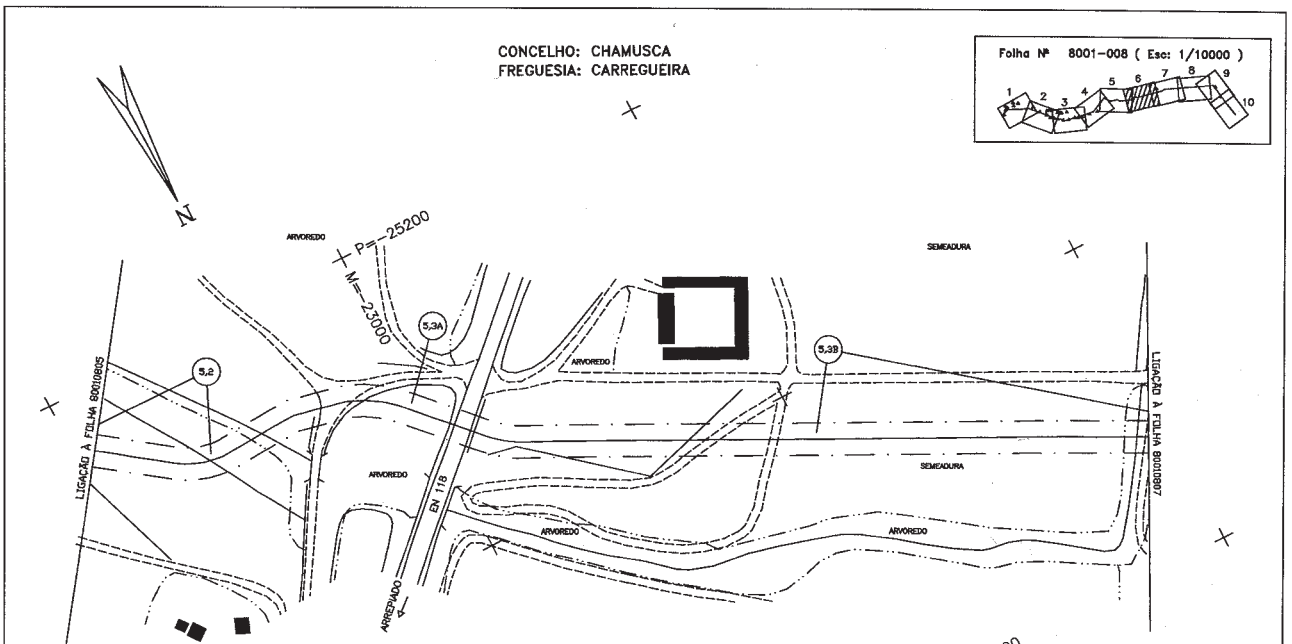 CONCELHO: CHAMUSCA
FREGUESIA: CARREGUEIRA
Folha Nº 8001-008 ( Esc: 1/10000 )
1
2
3
4
5
6
7
8
9
10
N
ARVOREDO
P=-25200
M=-23000
SEMEADURA
5,3A
5,2
ARVOREDO
5,3B
LIGAÇÃO À FOLHA 80010805
LIGAÇÃO À FOLHA 80010807
ARVOREDO
SEMEADURA
EN 118
ARVOREDO
ARVOREDO
ARREPIADO